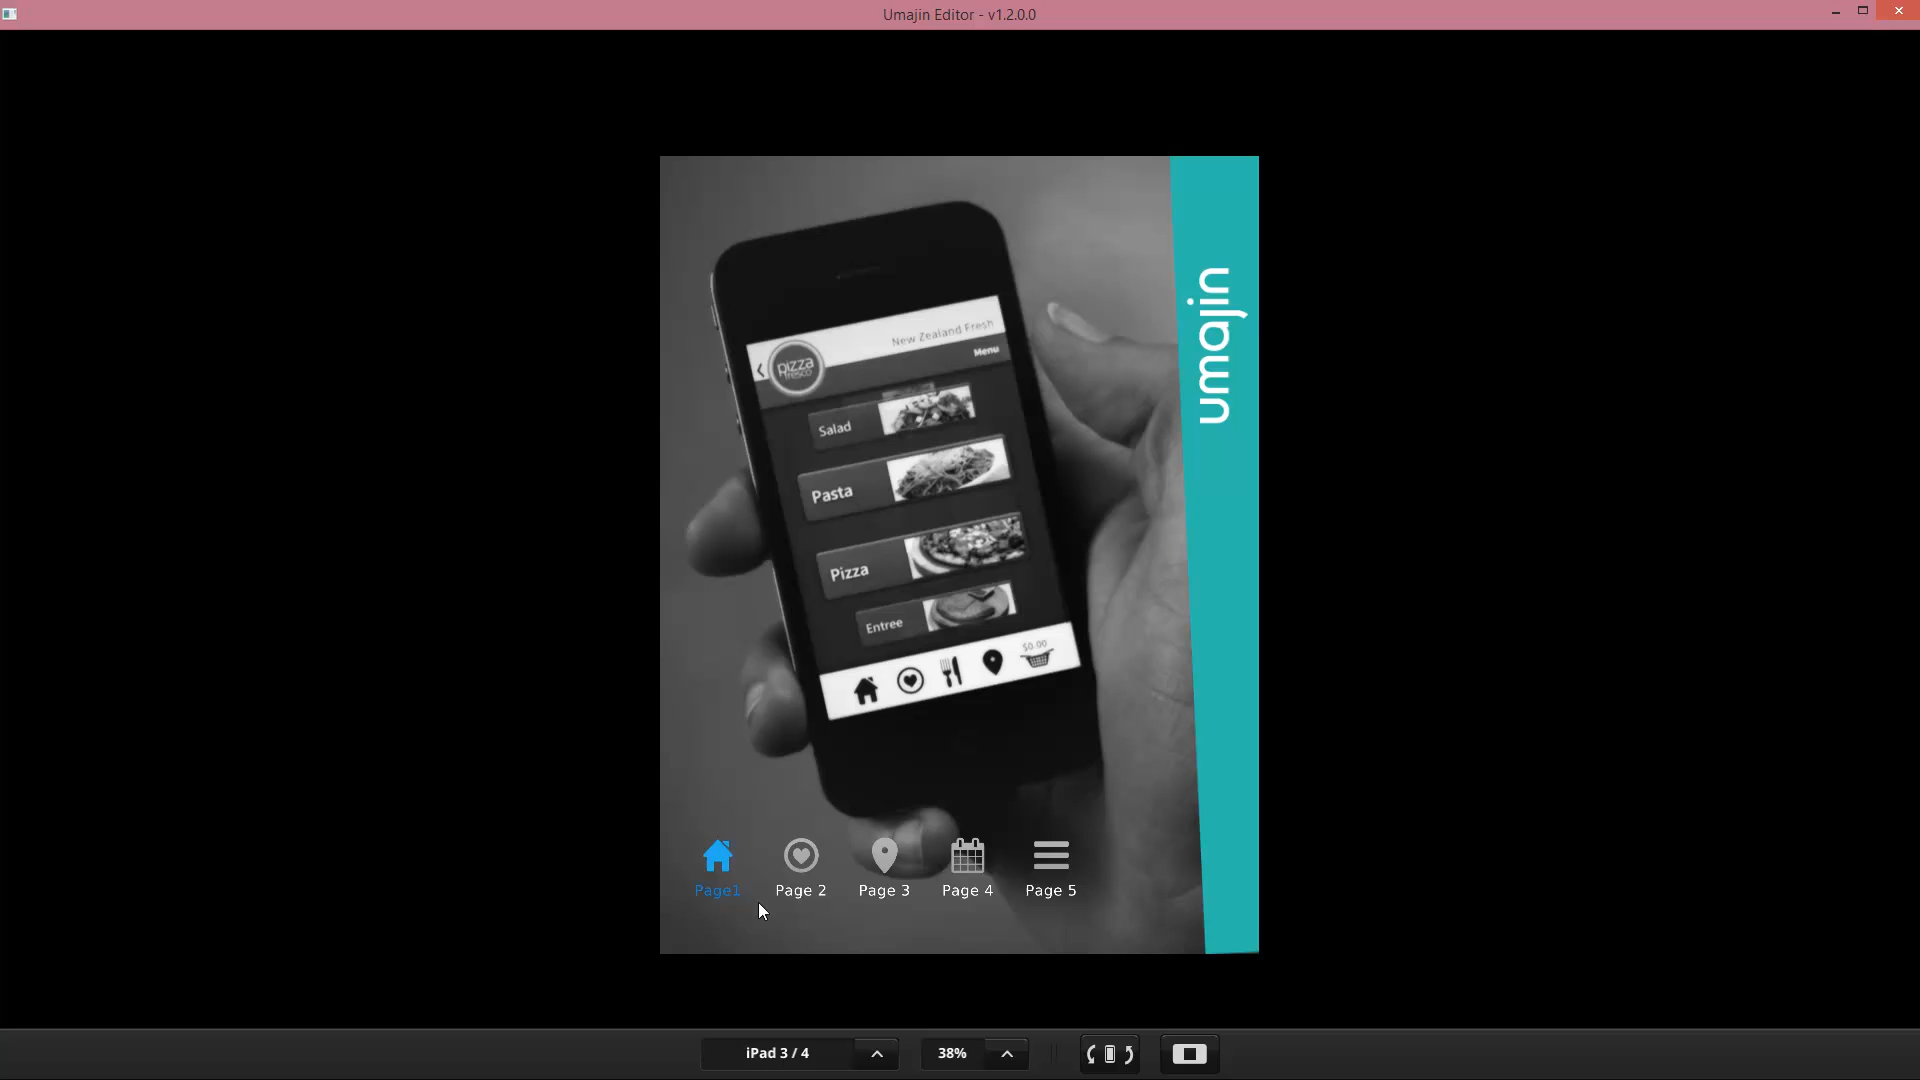 Umajin Editor - v1.2.0.0
umajin
New Zealand Fresh
pizza
fresco
Menu
Salad
Pasta
Pizza
Entree
$0.00
Page1 Page 2 Page 3 Page 4 Page 5
iPad 3 / 4 38%